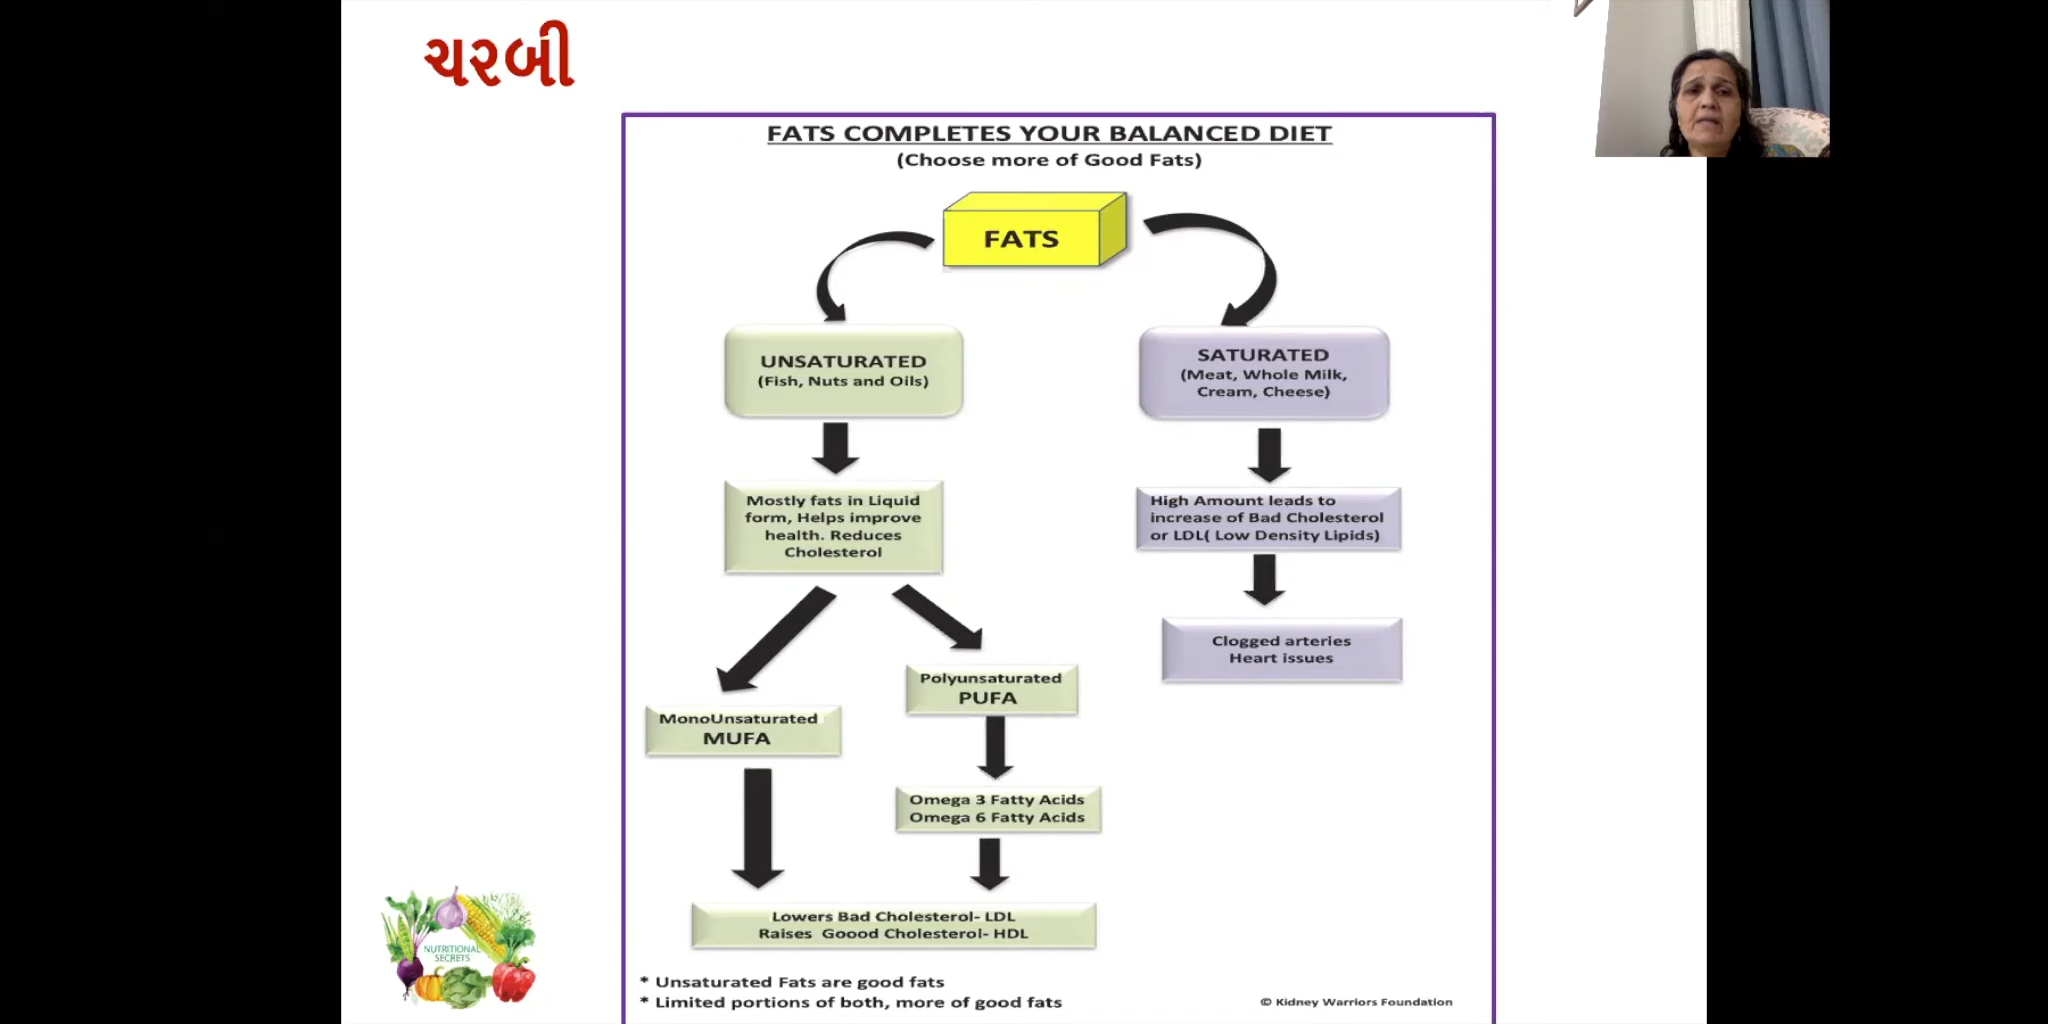 ચરબી
FATS COMPLETES YOUR BALANCED DIET
(Choose more of Good Fats)
FATS
UNSATURATED
(Fish, Nuts and Oils)
SATURATED
(Meat, Whole Milk,
Cream, Cheese)
Mostly fats in Liquid
form, Helps improve
health. Reduces
Cholesterol
High Amount leads to
increase of Bad Cholesterol
or LDL( Low Density Lipids)
Clogged arteries
Heart issues
Polyunsaturated
PUFA
MonoUnsaturated
MUFA
Omega 3 Fatty Acids
Omega 6 Fatty Acids
Lowers Bad Cholesterol- LDL
Raises Goood Cholesterol- HDL
NUTRITIONAL
SECRETS
* Unsaturated Fats are good fats
* Limited portions of both, more of good fats
© Kidney Warriors Foundation